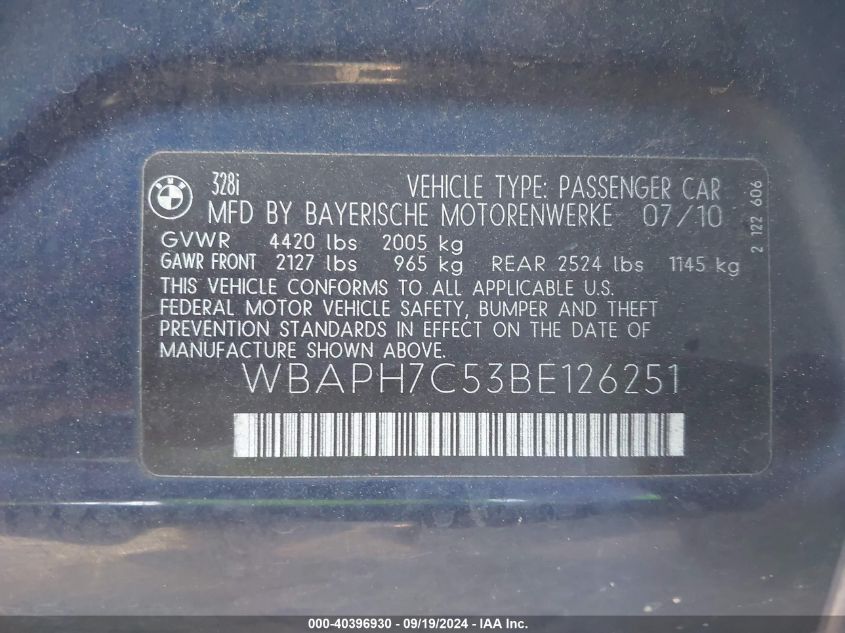 BMW
328i VEHICLE TYPE: PASSENGER CAR
MFD BY BAYERISCHE MOTORENWERKE 07/10
GVWR 4420 lbs 2005 kg
GAWR FRONT 2127 lbs 965 kg REAR 2524 lbs 1145 kg
THIS VEHICLE CONFORMS TO ALL APPLICABLE U.S.
FEDERAL MOTOR VEHICLE SAFETY, BUMPER AND THEFT
PREVENTION STANDARDS IN EFFECT ON THE DATE OF
MANUFACTURE SHOWN ABOVE.
WBAPH7C53BE126251
2 122 606
000-40396930 - 09/19/2024 - IAA Inc.